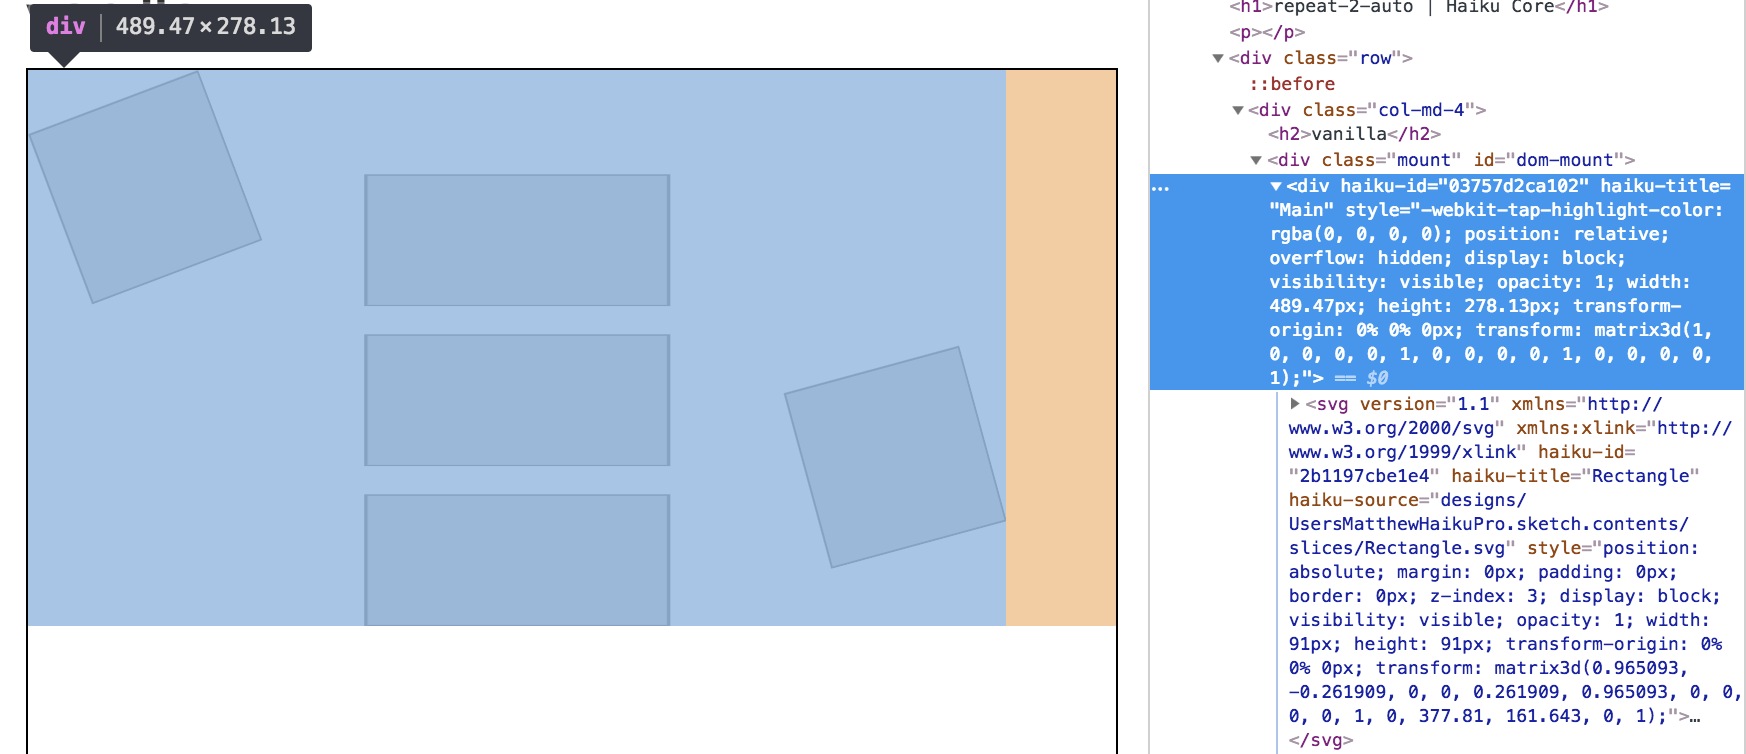 div 489.47×278.13
<h1>repeat-2-auto | Haiku Core</h1>
<p></p>
▼<div class="row">
::before
▼<div class="col-md-4">
<h2>vanilla</h2>
▼<div class="mount" id="dom-mount">
… ▼<div haiku-id="03757d2ca102" haiku-title=
"Main" style="-webkit-tap-highlight-color:
rgba(0, 0, 0, 0); position: relative;
overflow: hidden; display: block;
visibility: visible; opacity: 1; width:
489.47px; height: 278.13px; transform-
origin: 0% 0% 0px; transform: matrix3d(1,
0, 0, 0, 0, 1, 0, 0, 0, 0, 1, 0, 0, 0, 0,
1);"> == $0
▶<svg version="1.1" xmlns="http://
www.w3.org/2000/svg" xmlns:xlink="http://
www.w3.org/1999/xlink" haiku-id=
"2b1197cbe1e4" haiku-title="Rectangle"
haiku-source="designs/
UsersMatthewHaikuPro.sketch.contents/
slices/Rectangle.svg" style="position:
absolute; margin: 0px; padding: 0px;
border: 0px; z-index: 3; display: block;
visibility: visible; opacity: 1; width:
91px; height: 91px; transform-origin: 0%
0% 0px; transform: matrix3d(0.965093,
-0.261909, 0, 0, 0.261909, 0.965093, 0, 0,
0, 0, 1, 0, 377.81, 161.643, 0, 1);">…
</svg>